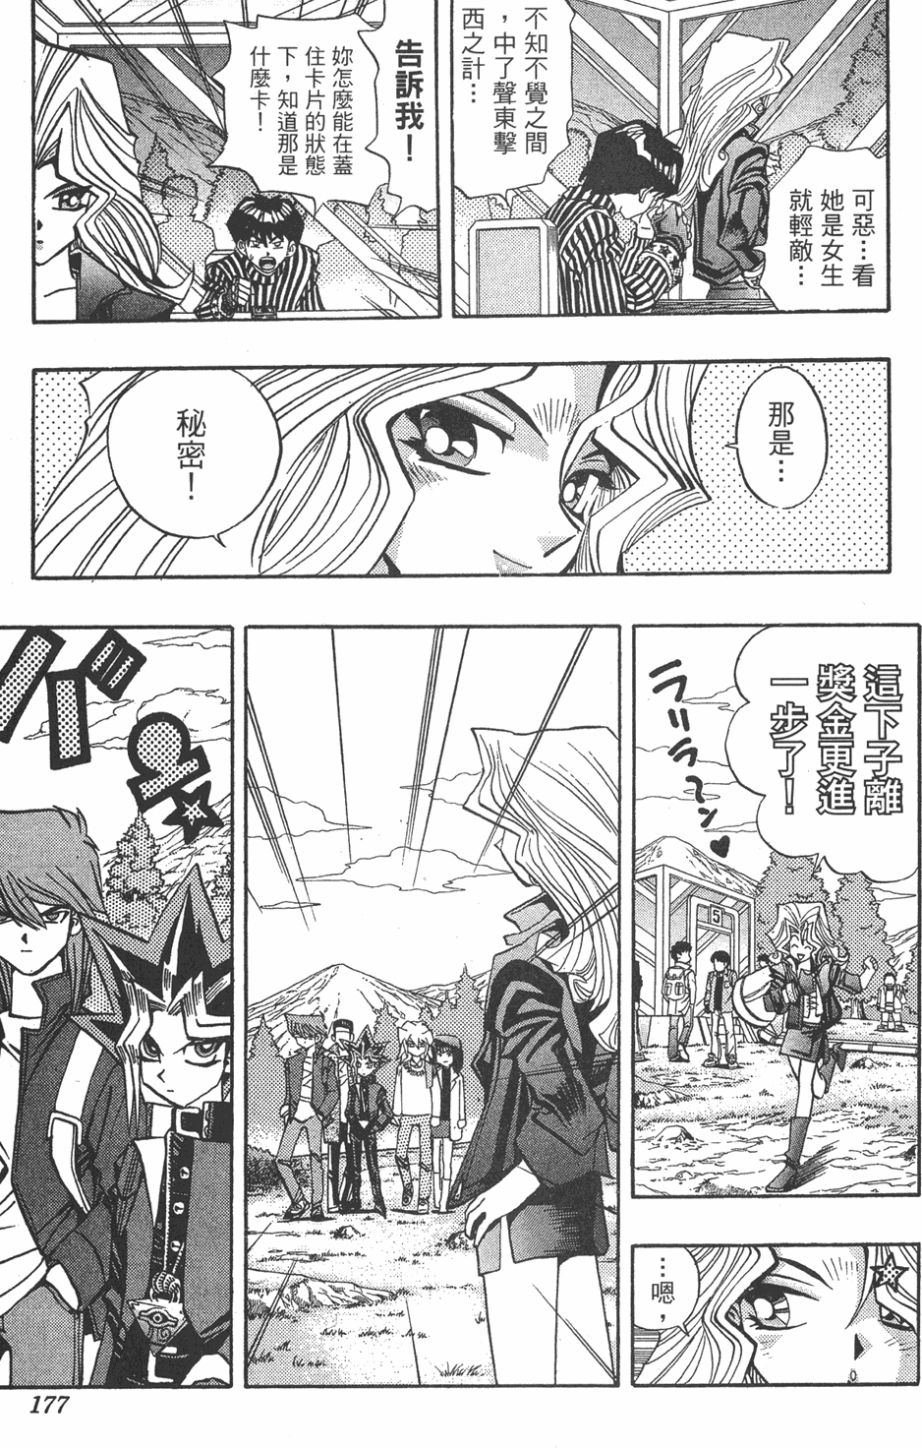 可惡…看
她是女生
就輕敵…
不知不覺之間
，中了聲東擊
西之計…
告訴我！
妳怎麼能在蓋
住卡片的狀態
下，知道那是
什麼卡！
那是…
秘密！
這下子離
獎金更進
一步了！
ラリラ〜ン♥
5
…嗯，
バ
177